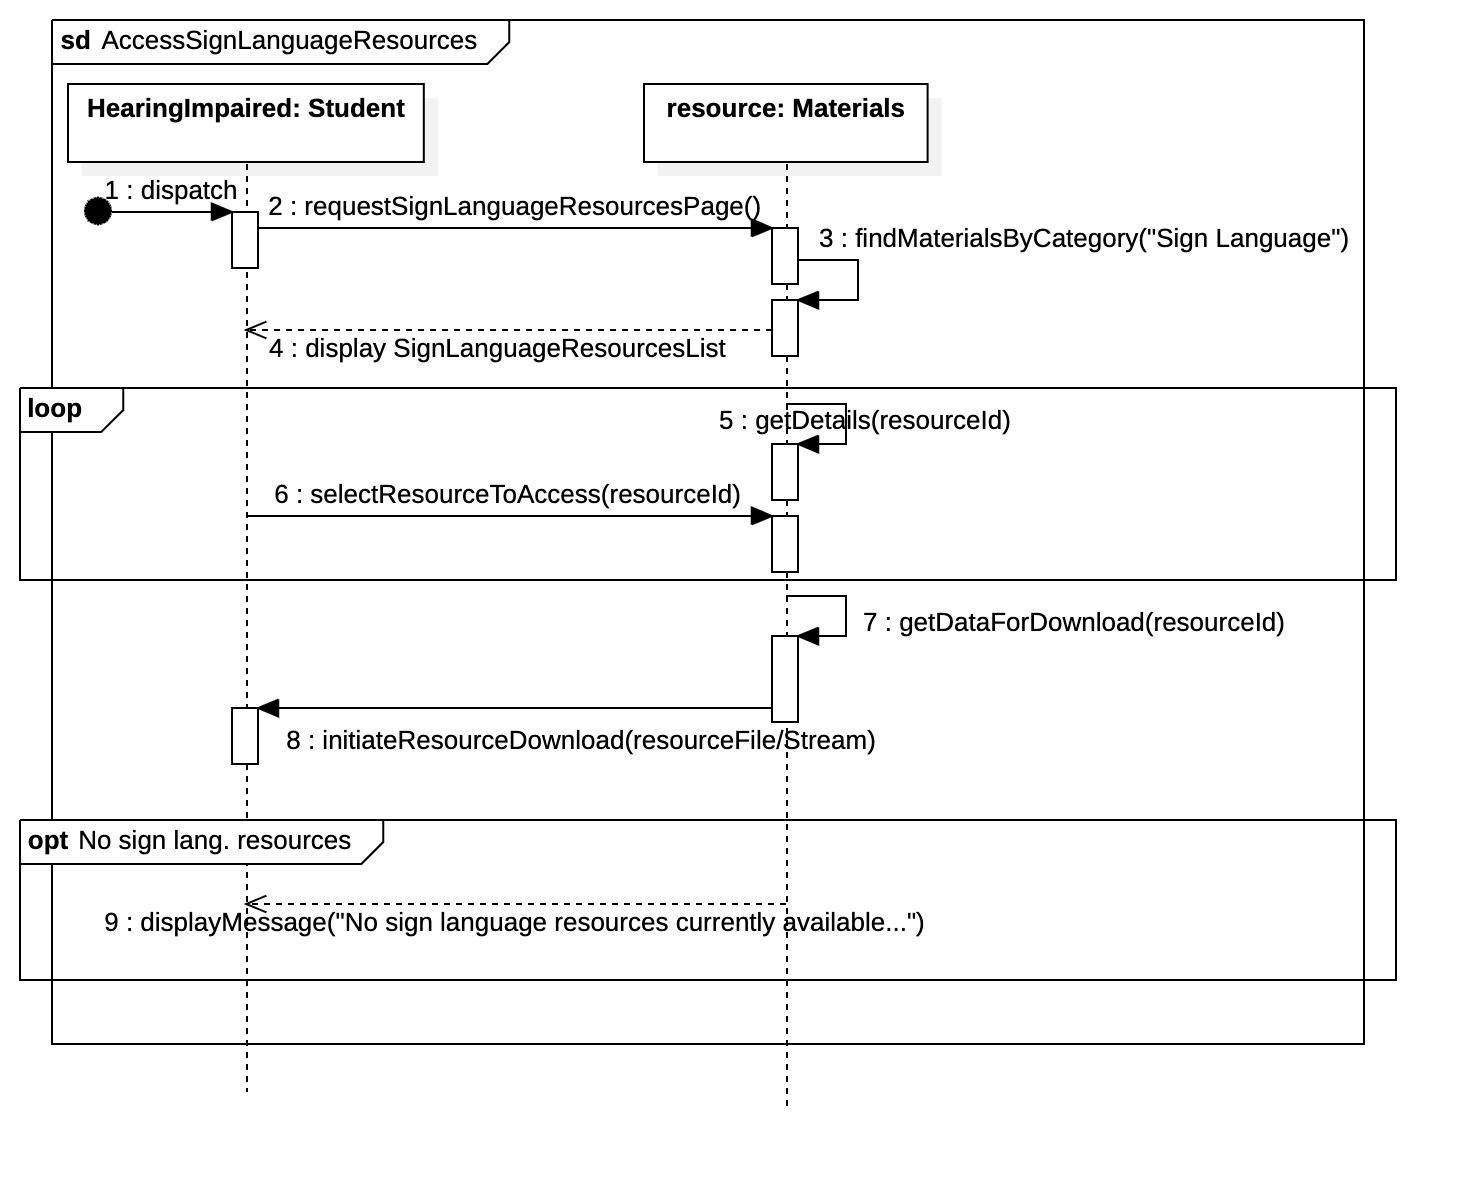 sd AccessSignLanguageResources
HearingImpaired: Student
resource: Materials
1 : dispatch
2 : requestSignLanguageResourcesPage()
3 : findMaterialsByCategory("Sign Language")
4 : display SignLanguageResourcesList
loop
5 : getDetails(resourceId)
6 : selectResourceToAccess(resourceId)
7 : getDataForDownload(resourceId)
8 : initiateResourceDownload(resourceFile/Stream)
opt No sign lang. resources
9 : displayMessage("No sign language resources currently available...")